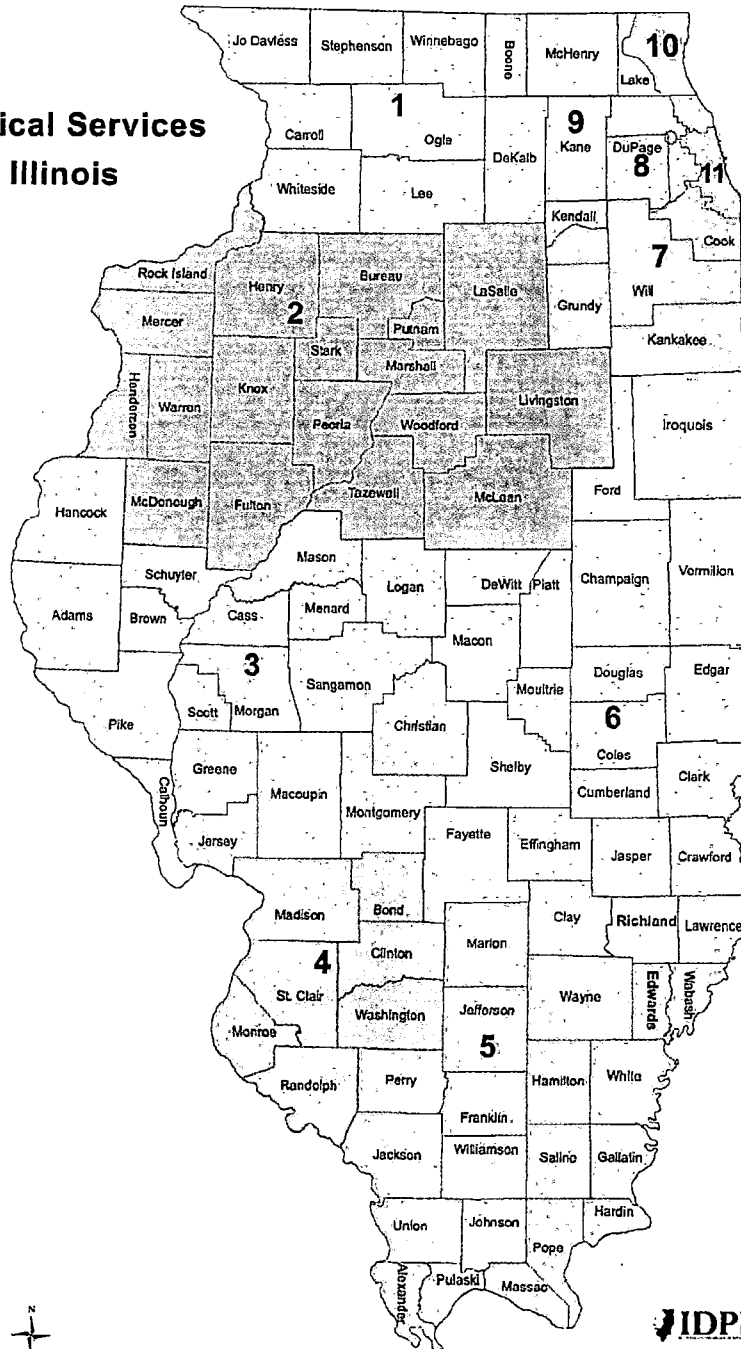 ical Services
Illinois
Jo Daviess
Stephenson
Winnebago
Boone
McHenry
10
Lake
1
Carroll
Ogle
DeKalb
9
Kane
DuPage
8
11
Whiteside
Lee
Kendall
Cook
7
Will
Rock Island
Henry
Bureau
LaSalle
Grundy
2
Mercer
Putnam
Kankakee
Stark
Marshall
Henderson
Warren
Knox
Peoria
Woodford
Livingston
Iroquois
Ford
Hancock
McDonough
Fulton
Tazewell
McLean
Mason
Schuyler
Logan
DeWitt
Piatt
Champaign
Vermilion
Adams
Brown
Cass
Menard
Macon
3
Sangamon
Douglas
Edgar
Moultrie
Scott
Morgan
6
Pike
Christian
Coles
Shelby
Greene
Clark
Calhoun
Macoupin
Cumberland
Montgomery
Jersey
Fayette
Effingham
Jasper
Crawford
Madison
Bond
Clay
Richland
Lawrence
Marion
Clinton
4
St. Clair
Washington
Jefferson
Wayne
Edwards
Wabash
5
Monroe
Randolph
Perry
Hamilton
White
Franklin
Jackson
Williamson
Saline
Gallatin
Union
Johnson
Hardin
Pope
Alexander
Pulaski
Massac
N
IDP